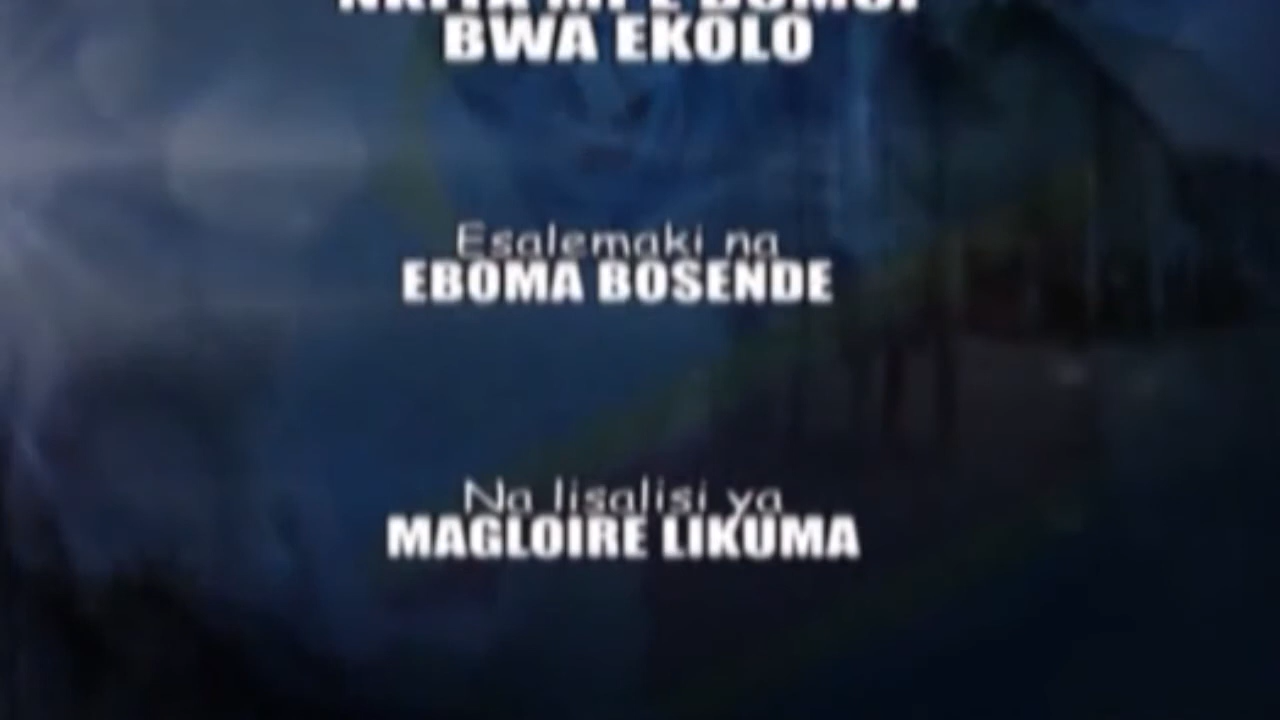 BWA EKOLO
Esalemaki na
EBOMA BOSENDE
Na lisalisi ya
MAGLOIRE LIKUMA